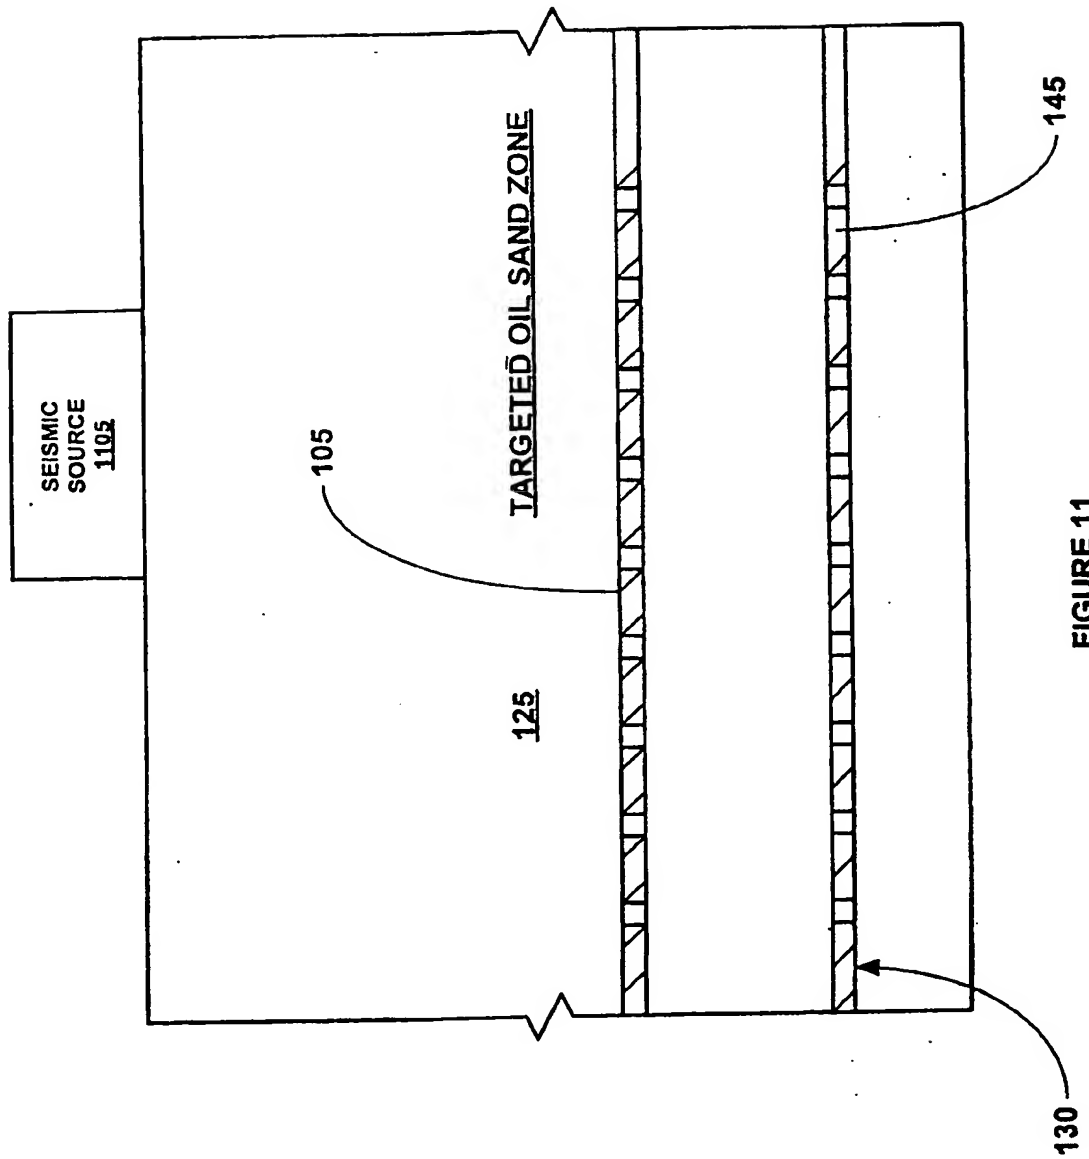 SEISMIC
SOURCE
1105
105
125
TARGETED OIL SAND ZONE
145
130
FIGURE 11